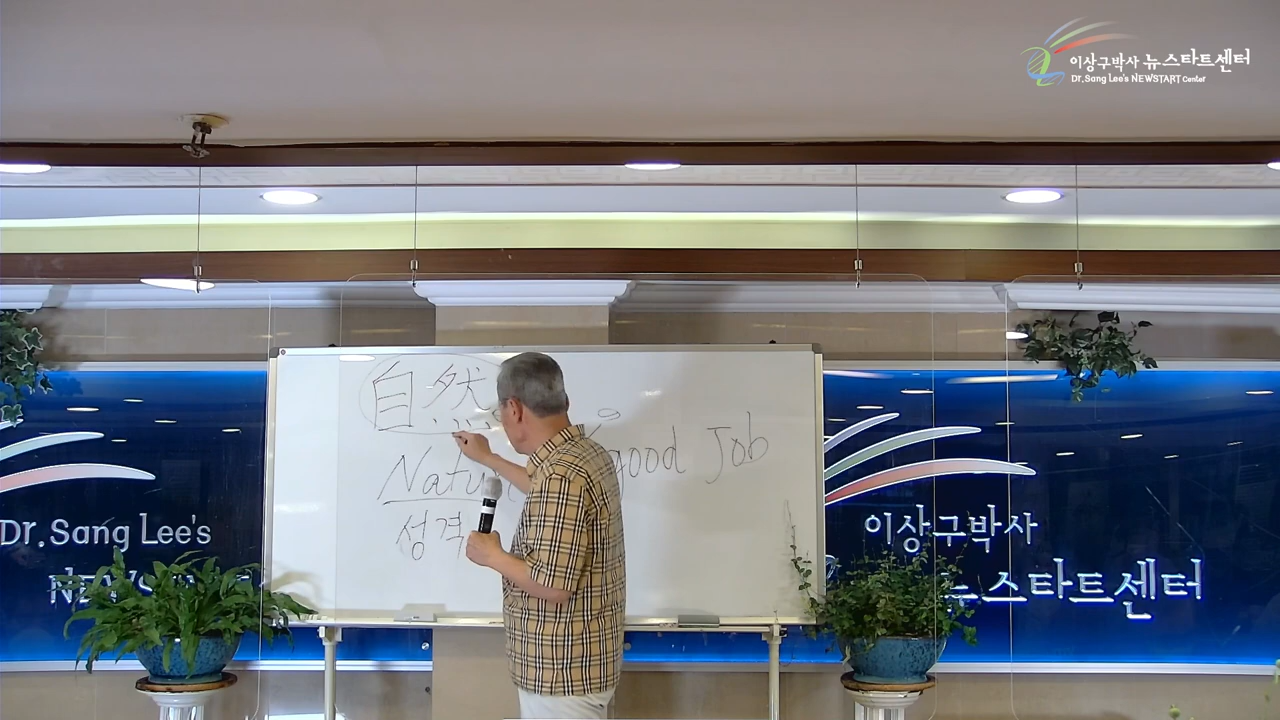 이상구박사 뉴스타트센터
Dr. Sang Lee's NEWSTART Center
自然
Natu
good Job
성격
Dr. Sang Lee's
이상구박사
뉴스타트센터